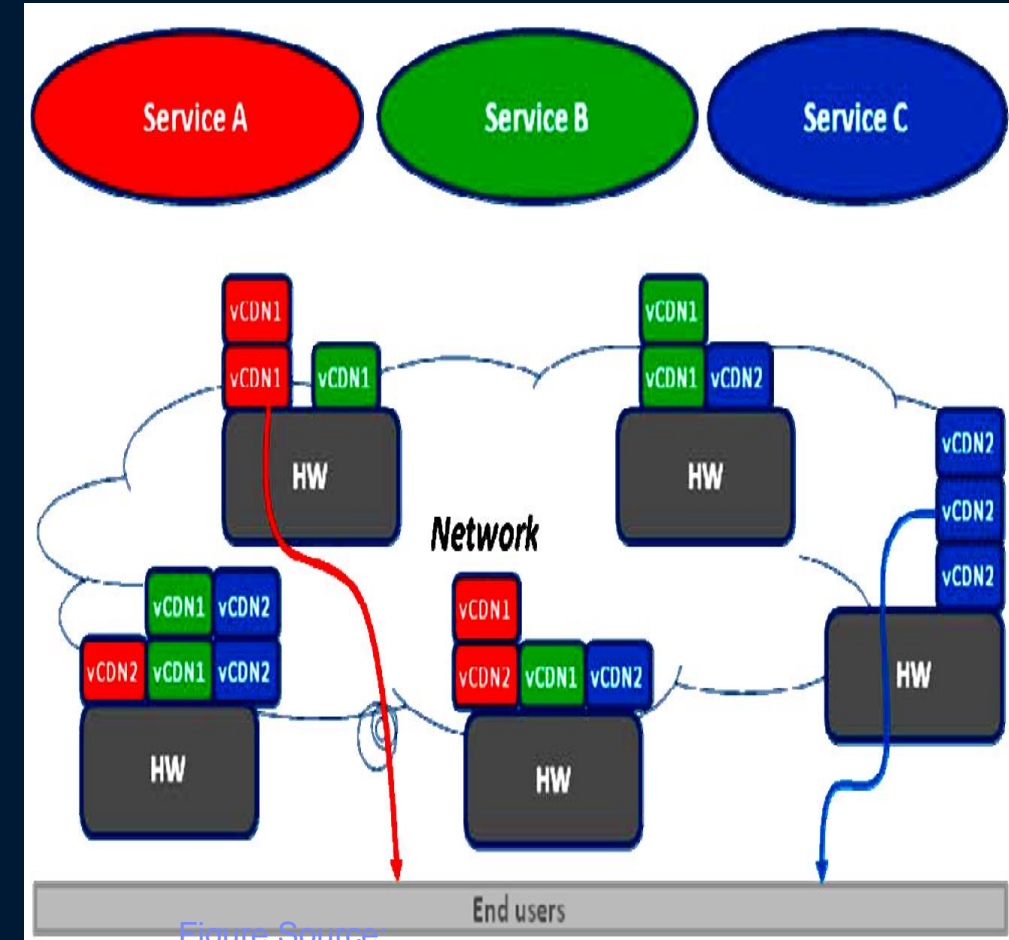 Service A
Service B
Service C
vCDN1
vCDN1
vCDN1
HW
vCDN1
vCDN1
vCDN2
HW
vCDN2
vCDN2
vCDN2
HW
Network
vCDN1
vCDN2
vCDN2
vCDN1
vCDN2
HW
vCDN1
vCDN2
vCDN1
vCDN2
HW
End users
Figure Source: